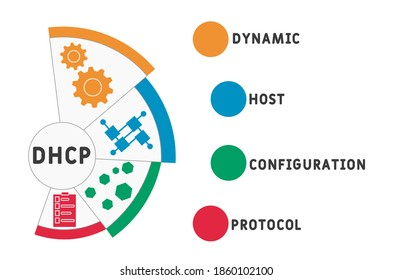 DHCP
DYNAMIC
HOST
CONFIGURATION
PROTOCOL
shutterstock.com · 1860102100